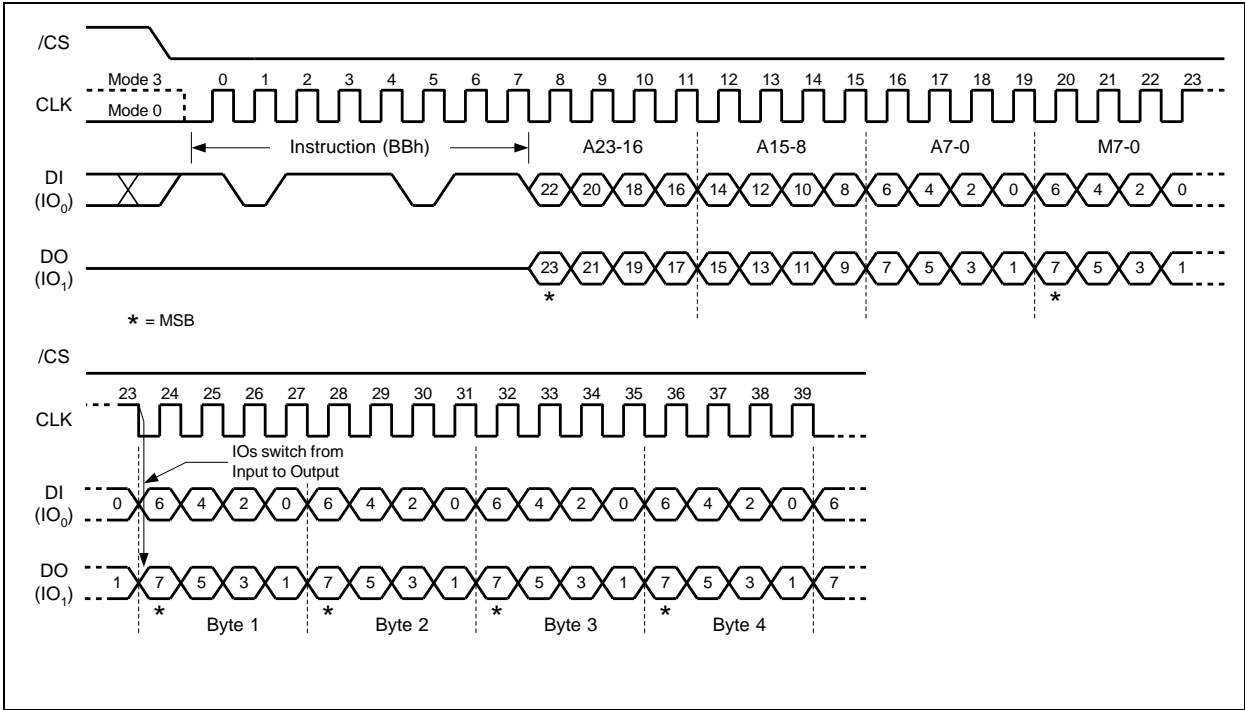 /CS
Mode 3
0 1 2 3 4 5 6 7 8 9 10 11 12 13 14 15 16 17 18 19 20 21 22 23
CLK
Mode 0
Instruction (BBh) A23-16 A15-8 A7-0 M7-0
DI
(IO0)
22 20 18 16 14 12 10 8 6 4 2 0 6 4 2 0
DO
(IO1)
23 21 19 17 15 13 11 9 7 5 3 1 7 5 3 1
* *
* = MSB
/CS
23 24 25 26 27 28 29 30 31 32 33 34 35 36 37 38 39
CLK
IOs switch from
Input to Output
DI
(IO0)
0 6 4 2 0 6 4 2 0 6 4 2 0 6 4 2 0 6
DO
(IO1)
1 7 5 3 1 7 5 3 1 7 5 3 1 7 5 3 1 7
* * * *
Byte 1 Byte 2 Byte 3 Byte 4